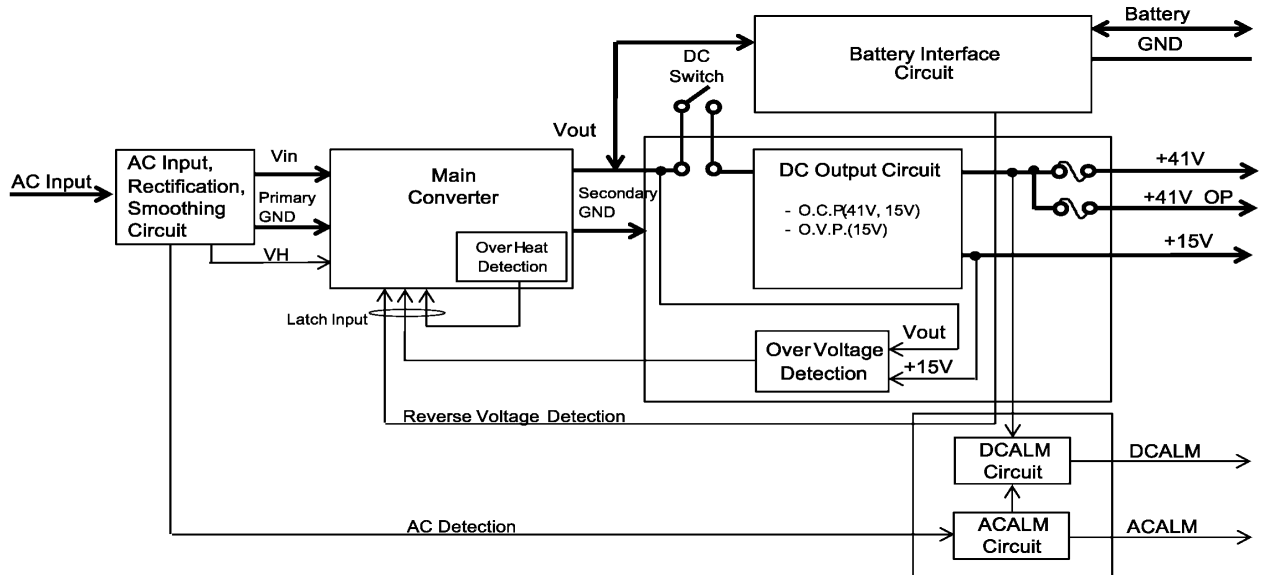 Battery
GND
Battery Interface
Circuit
DC
Switch
Vout
AC Input
AC Input,
Rectification,
Smoothing
Circuit
Vin
Primary
GND
VH
Main
Converter
Over Heat
Detection
Secondary
GND
DC Output Circuit
- O.C.P.(41V, 15V)
- O.V.P.(15V)
+41V
+41V OP
+15V
Latch Input
Over Voltage
Detection
Vout
+15V
Reverse Voltage Detection
DCALM
Circuit
DCALM
AC Detection
ACALM
Circuit
ACALM